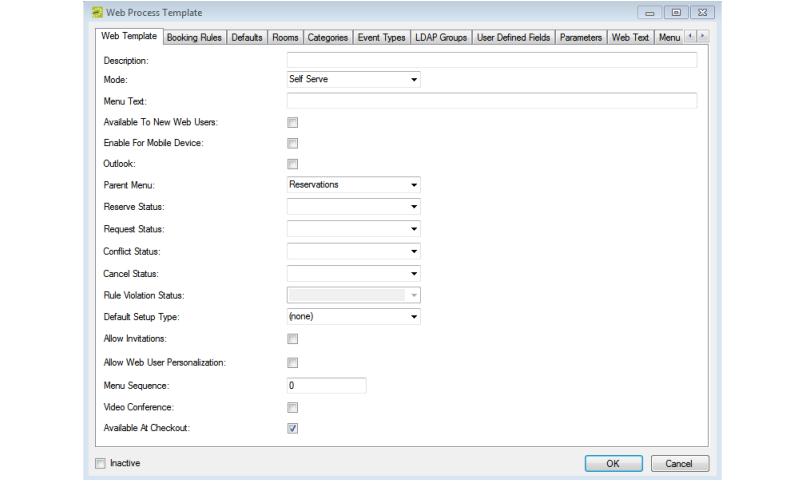 Web Process Template
Web Template Booking Rules Defaults Rooms Categories Event Types LDAP Groups User Defined Fields Parameters Web Text Menu
Description:
Mode: Self Serve
Menu Text:
Available To New Web Users:
Enable For Mobile Device:
Outlook:
Parent Menu: Reservations
Reserve Status:
Request Status:
Conflict Status:
Cancel Status:
Rule Violation Status:
Default Setup Type: (none)
Allow Invitations:
Allow Web User Personalization:
Menu Sequence: 0
Video Conference:
Available At Checkout:
Inactive OK Cancel